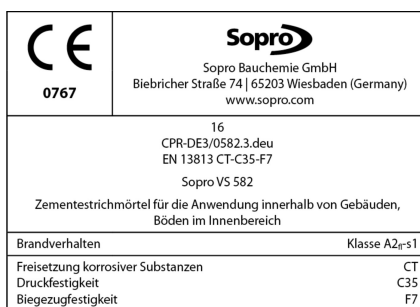 CE
0767
Sopro
Sopro Bauchemie GmbH
Biebricher Straße 74 | 65203 Wiesbaden (Germany)
www.sopro.com
16
CPR-DE3/0582.3.deu
EN 13813 CT-C35-F7
Sopro VS 582
Zementestrichmörtel für die Anwendung innerhalb von Gebäuden,
Böden im Innenbereich
Brandverhalten Klasse A2fl-s1
Freisetzung korrosiver Substanzen CT
Druckfestigkeit C35
Biegezugfestigkeit F7